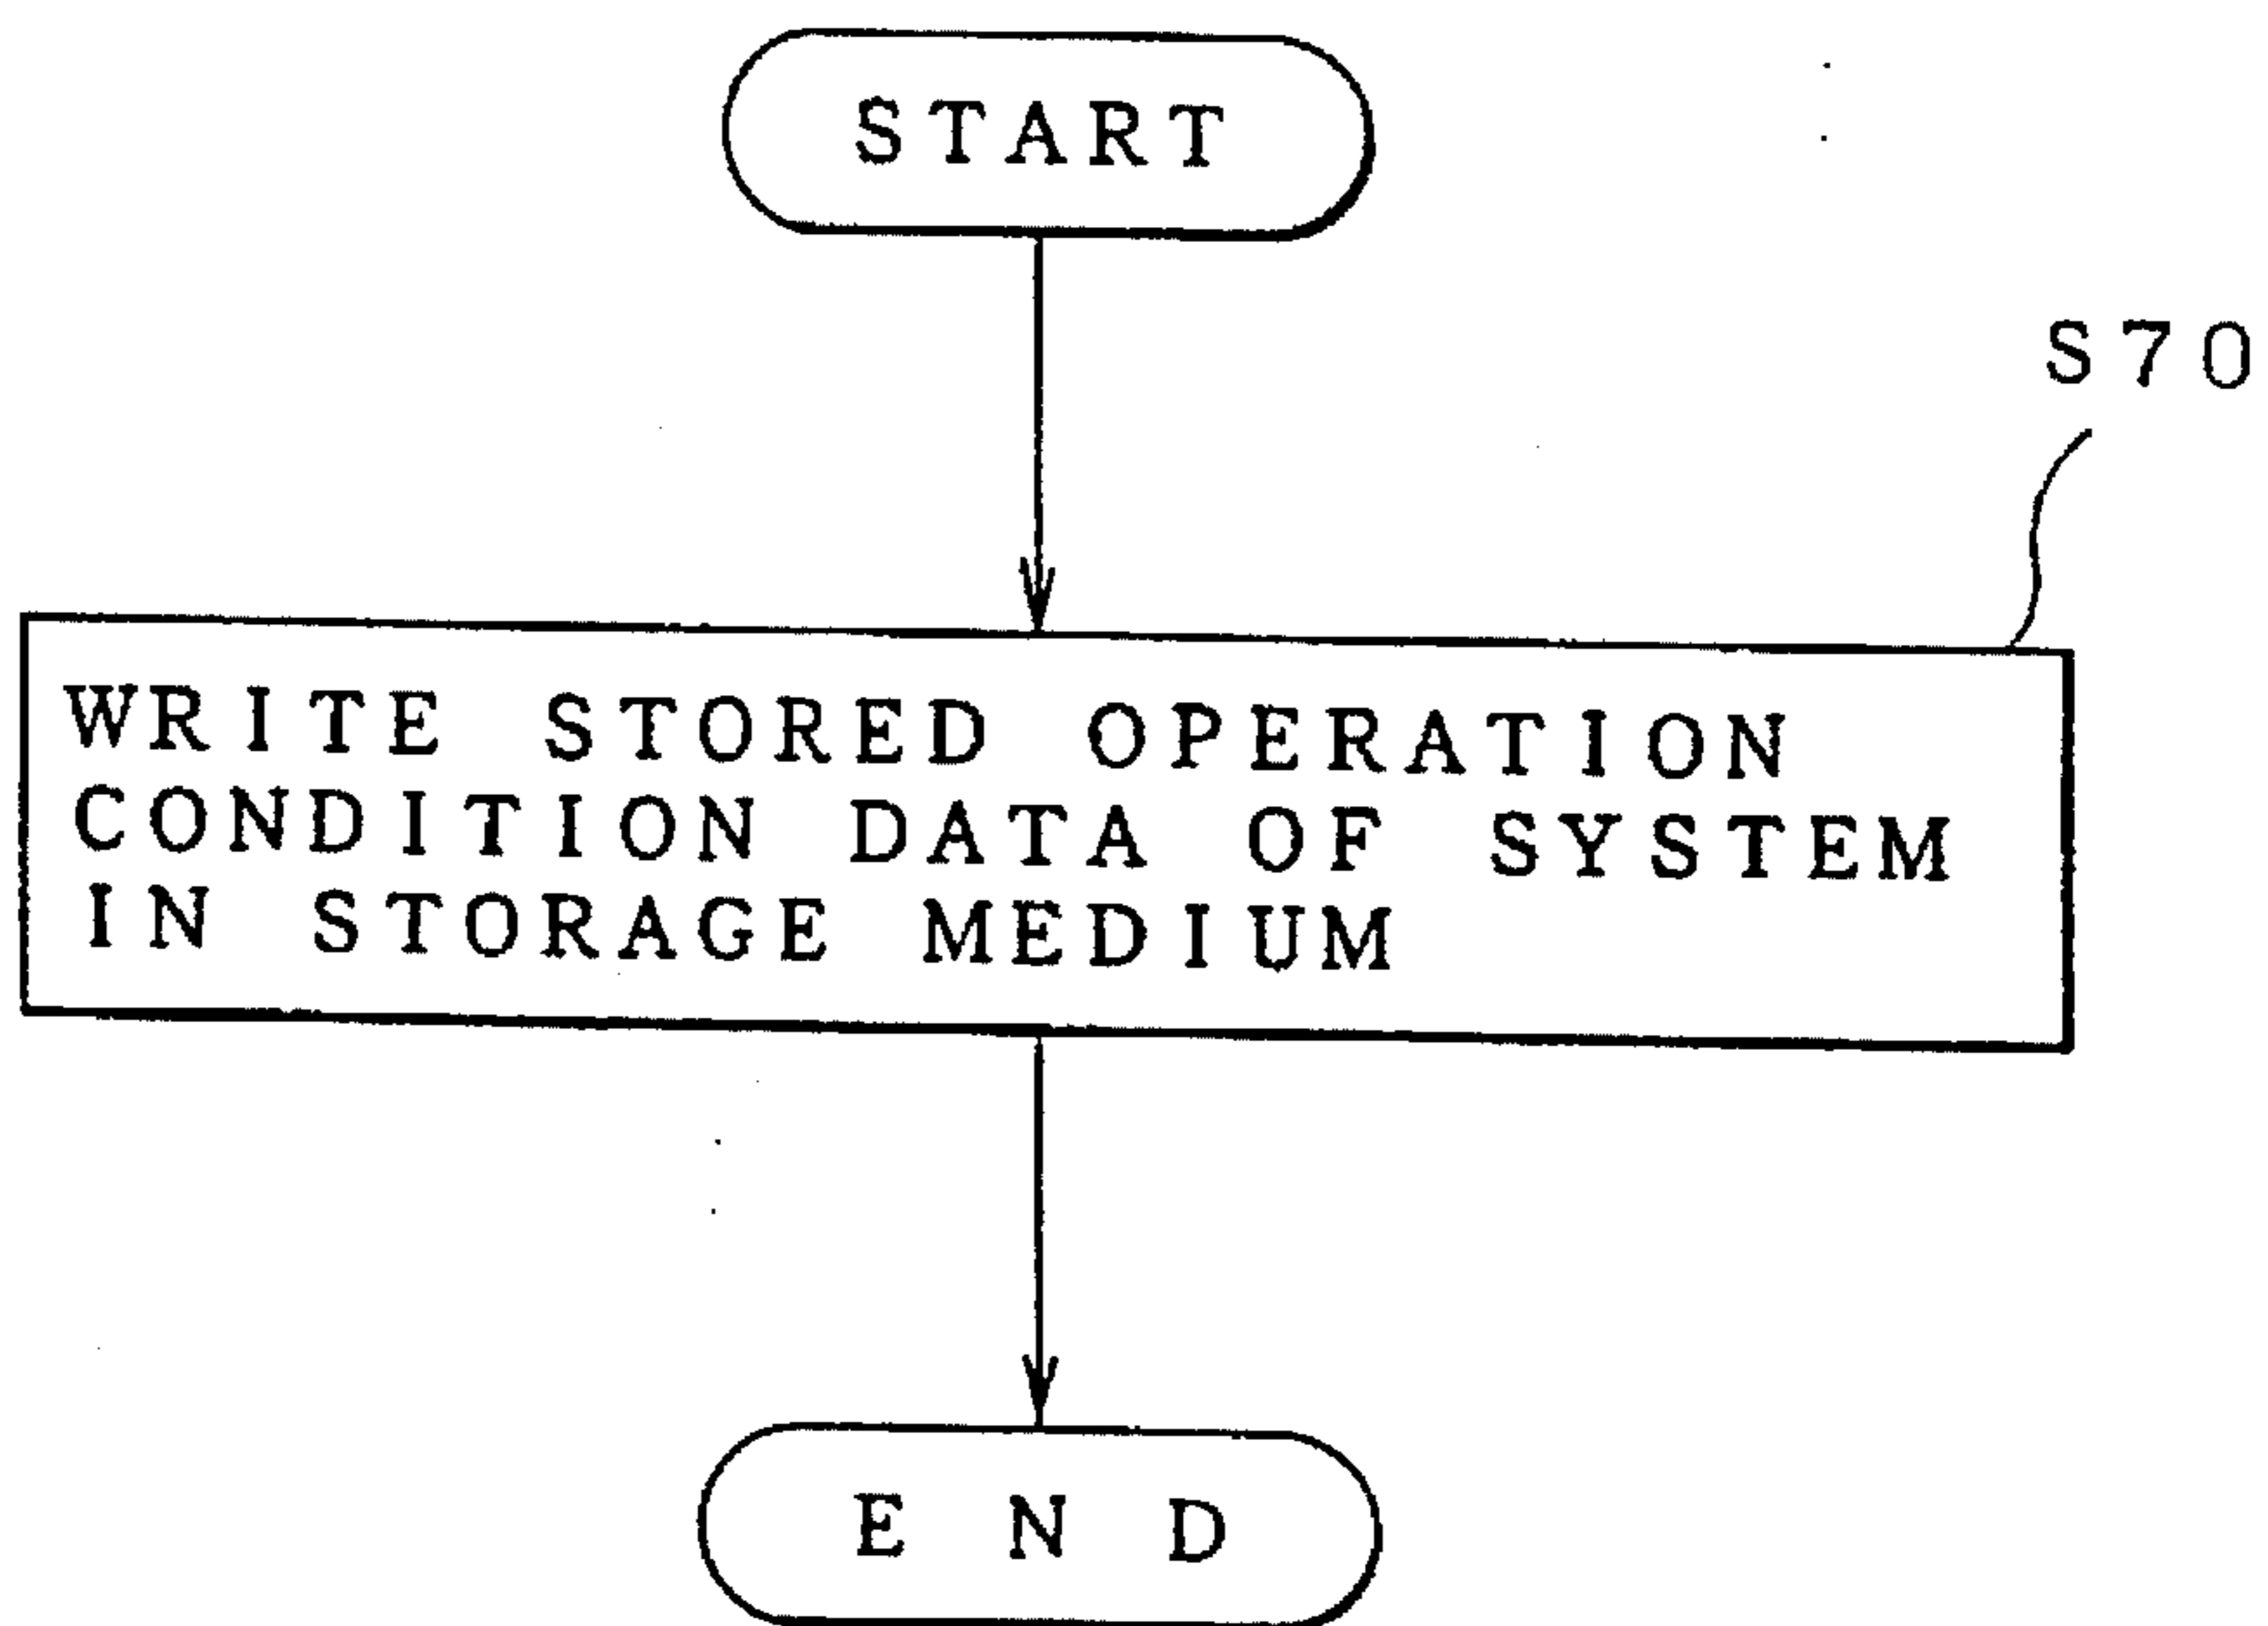 START
S70
WRITE STORED OPERATION
CONDITION DATA OF SYSTEM
IN STORAGE MEDIUM
END